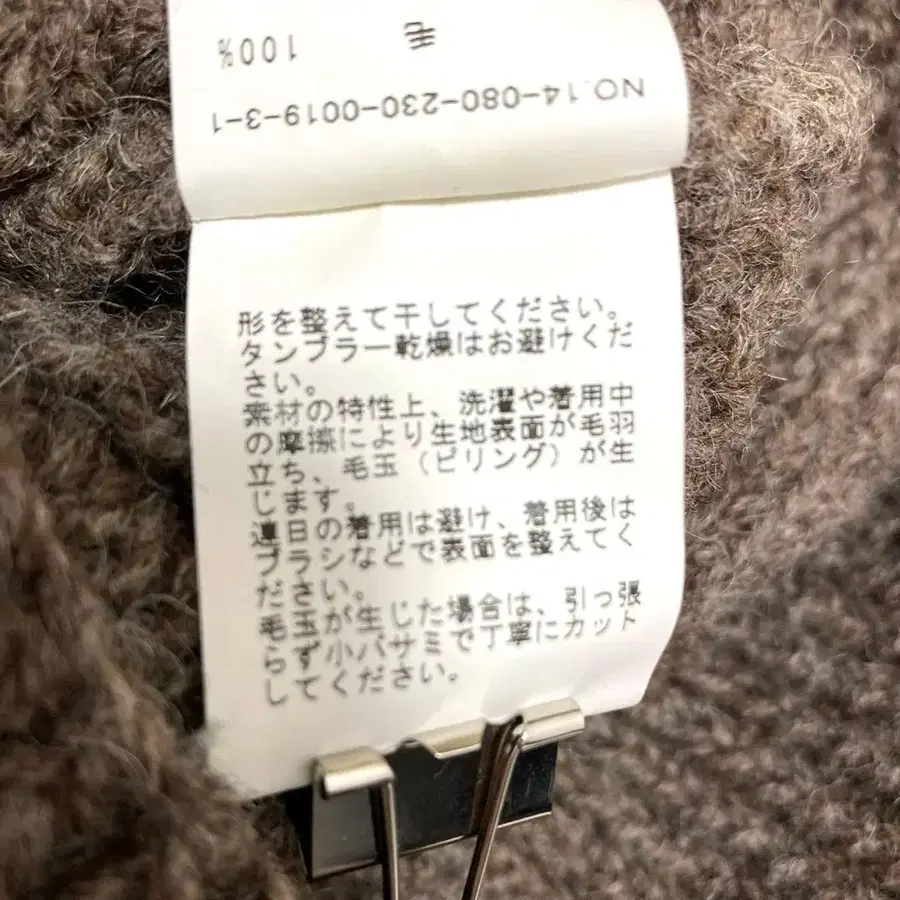 毛 100%
NO.14-080-230-0019-3-1
形を整えて干してください。
タンブラー乾燥はお避けくだ
さい。
素材の特性上、洗濯や着用中
の摩擦により生地表面が毛羽
立ち、毛玉（ピリング）が生
じます。
連日の着用は避け、着用後は
ブラシなどで表面を整えてく
ださい。
毛玉が生じた場合は、引っ張
らず小バサミで丁寧にカット
してください。